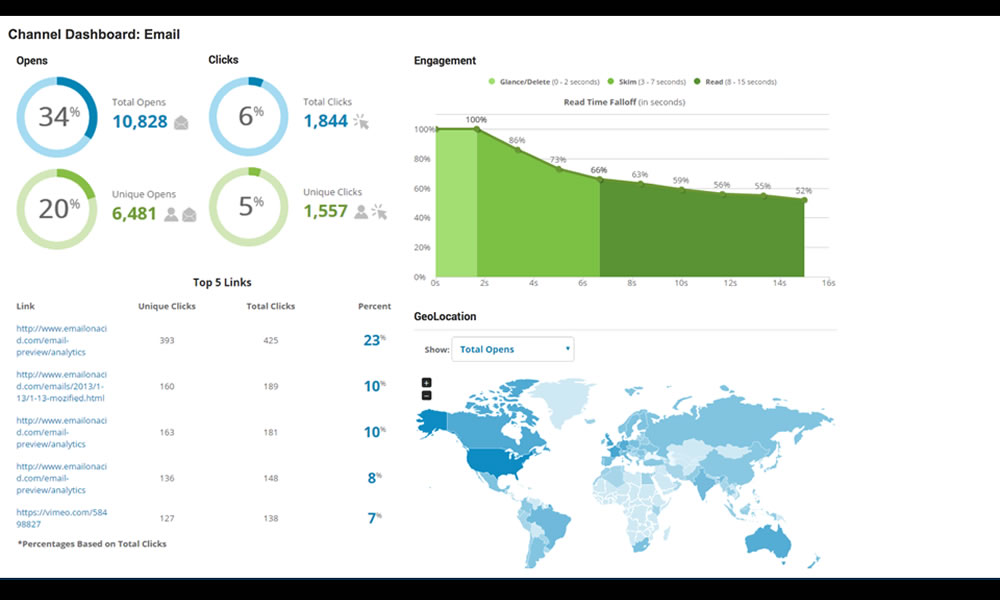 Channel Dashboard: Email
Opens
34%
Total Opens
10,828
20%
Unique Opens
6,481
Clicks
6%
Total Clicks
1,844
5%
Unique Clicks
1,557
Top 5 Links
Link Unique Clicks Total Clicks Percent
http://www.emailonaci
d.com/email-
preview/analytics
393 425 23%
http://www.emailonaci
d.com/emails/2013/1-
13/1-13-mozified.html
160 189 10%
http://www.emailonaci
d.com/email-
preview/analytics
163 181 10%
http://www.emailonaci
d.com/email-
preview/analytics
136 148 8%
https://vimeo.com/584
98827
127 138 7%
*Percentages Based on Total Clicks
Engagement
Glance/Delete (0 - 2 seconds) Skim (3 - 7 seconds) Read (8 - 15 seconds)
Read Time Falloff (in seconds)
100%
80%
60%
40%
20%
0%
100% 86% 73% 66% 63% 59% 56% 55% 52%
0s 2s 4s 6s 8s 10s 12s 14s 16s
GeoLocation
Show: Total Opens
+
−